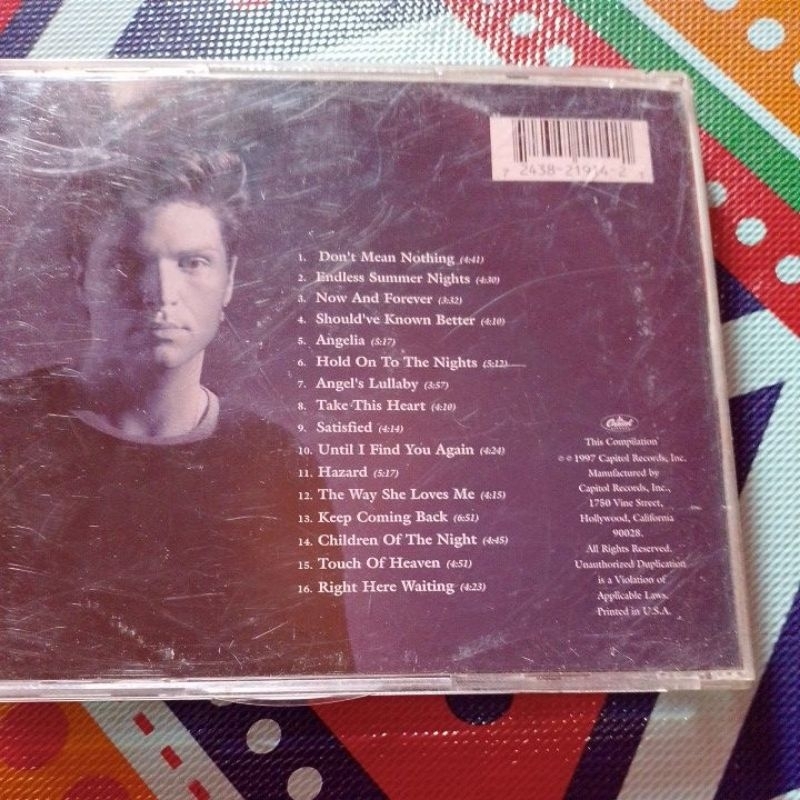 7 2438-21914-2 7
1. Don't Mean Nothing (4:41)
2. Endless Summer Nights (4:30)
3. Now And Forever (3:32)
4. Should've Known Better (4:10)
5. Angelia (5:17)
6. Hold On To The Nights (5:12)
7. Angel's Lullaby (3:57)
8. Take This Heart (4:10)
9. Satisfied (4:14)
10. Until I Find You Again (4:24)
11. Hazard (5:17)
12. The Way She Loves Me (4:15)
13. Keep Coming Back (6:51)
14. Children Of The Night (4:45)
15. Touch Of Heaven (4:51)
16. Right Here Waiting (4:23)
Capitol
This Compilation
℗ © 1997 Capitol Records, Inc.
Manufactured by
Capitol Records, Inc.,
1750 Vine Street,
Hollywood, California
90028.
All Rights Reserved.
Unauthorized Duplication
is a Violation of
Applicable Laws.
Printed in U.S.A.